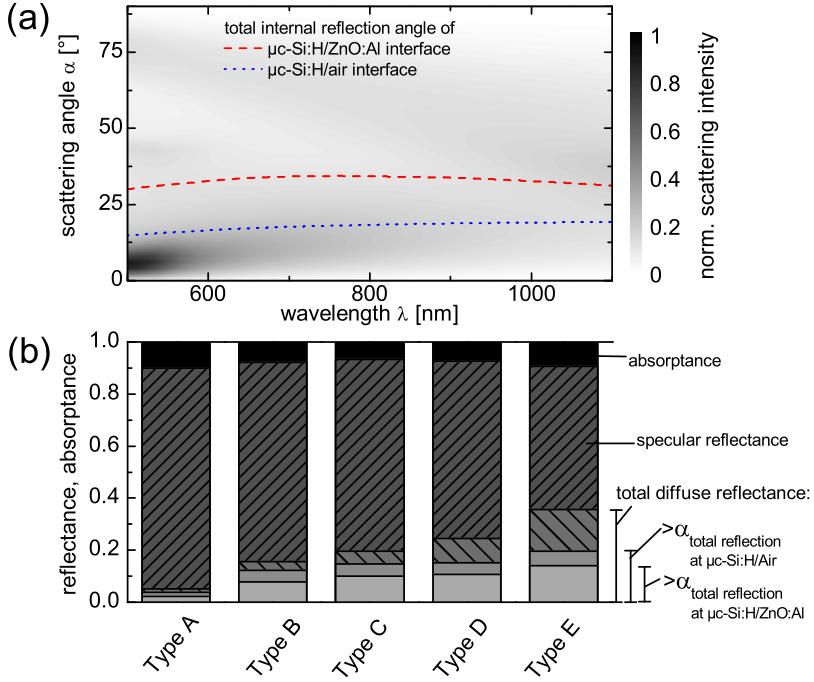 (a)
total internal reflection angle of
μc-Si:H/ZnO:Al interface
μc-Si:H/air interface
scattering angle α [°]
75
50
25
0
600
800
1000
wavelength λ [nm]
1
0.8
0.6
0.4
0.2
0
norm. scattering intensity
(b)
reflectance, absorptance
1.0
0.8
0.6
0.4
0.2
0.0
Type A
Type B
Type C
Type D
Type E
absorptance
specular reflectance
total diffuse reflectance:
>α total reflection
at μc-Si:H/Air
>α total reflection
at μc-Si:H/ZnO:Al